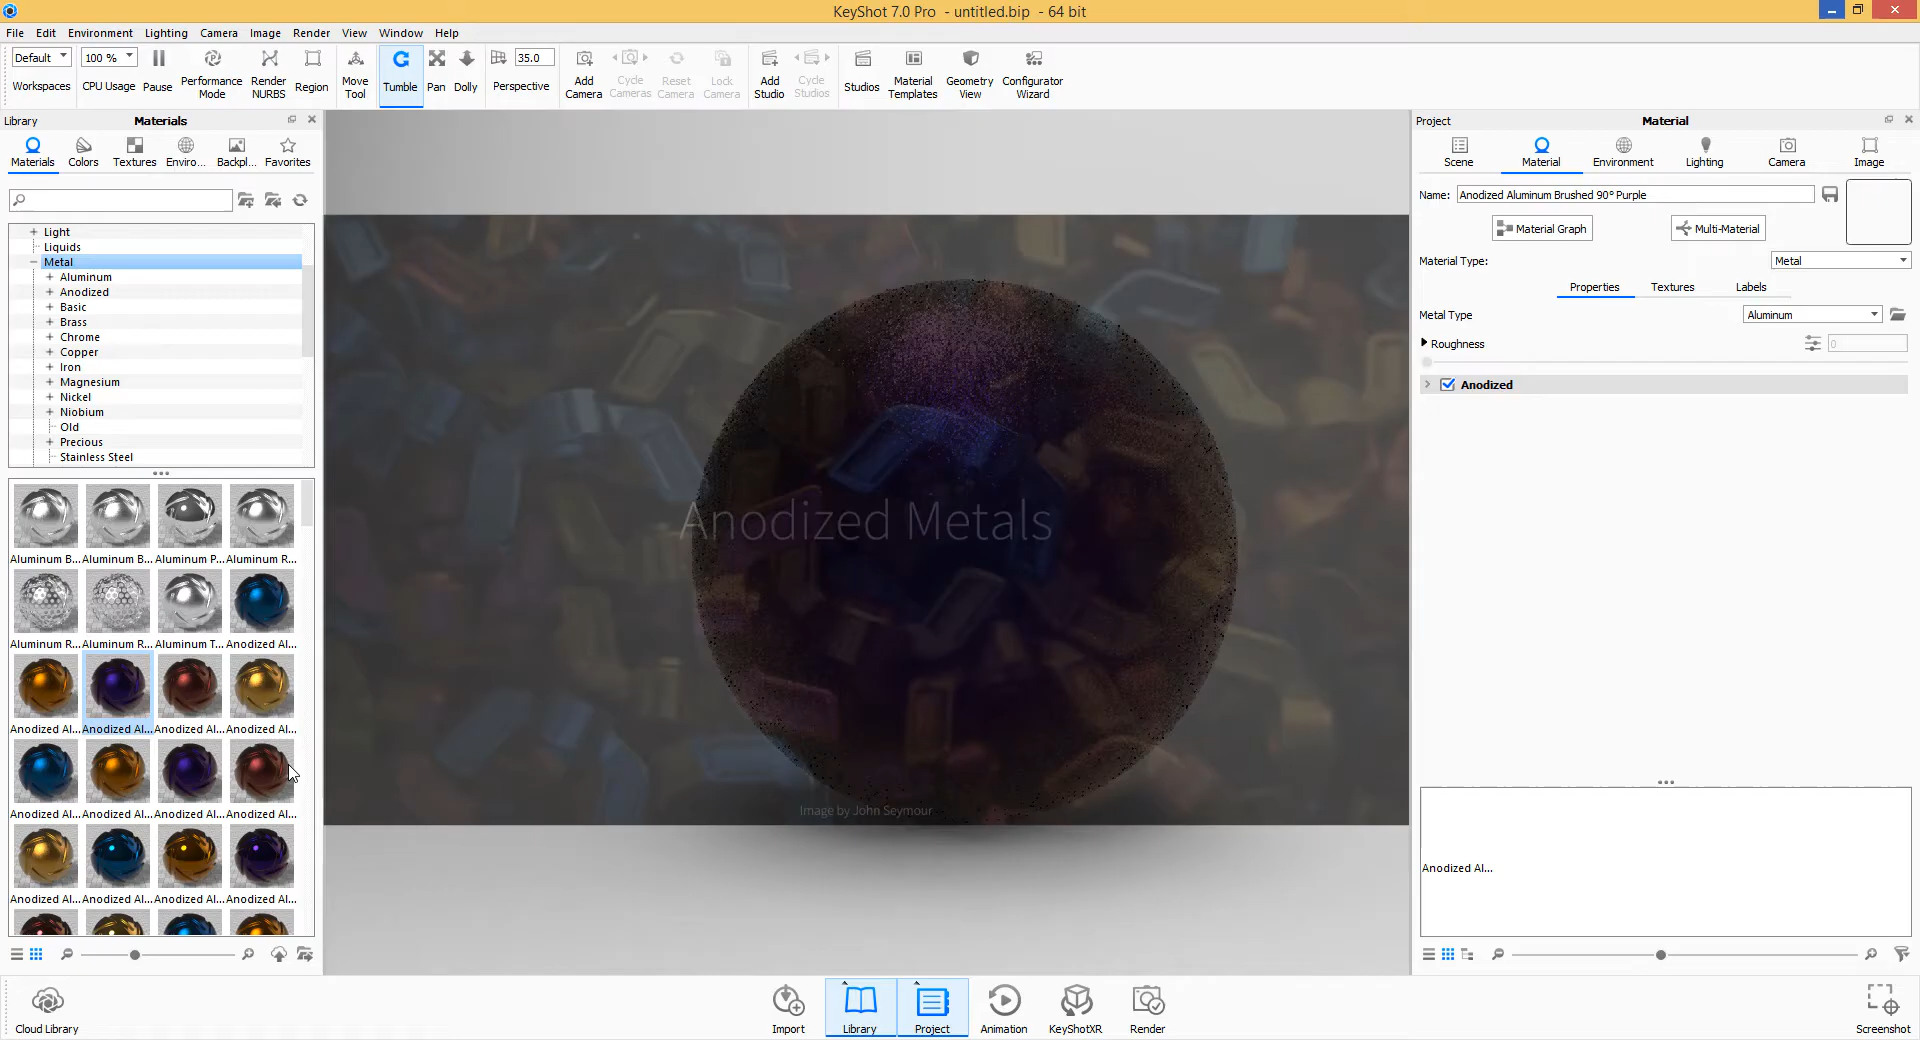 KeyShot 7.0 Pro - untitled.bip - 64 bit
File Edit Environment Lighting Camera Image Render View Window Help
Default 100 % 35.0
Workspaces CPU Usage Pause Performance Mode Render NURBS Region Move Tool Tumble Pan Dolly Perspective Add Camera Cycle Cameras Reset Camera Lock Camera Add Studio Cycle Studios Studios Material Templates Geometry View Configurator Wizard
Library Materials
Materials Colors Textures Enviro... Backpl... Favorites
Light
Liquids
Metal
Aluminum
Anodized
Basic
Brass
Chrome
Copper
Iron
Magnesium
Nickel
Niobium
Old
Precious
Stainless Steel
Aluminum B... Aluminum B... Aluminum P... Aluminum R...
Aluminum R... Aluminum R... Aluminum T... Anodized Al...
Anodized Al... Anodized Al... Anodized Al... Anodized Al...
Anodized Al... Anodized Al... Anodized Al... Anodized Al...
Anodized Al... Anodized Al... Anodized Al... Anodized Al...
Anodized Metals
Image by John Seymour
Project Material
Scene Material Environment Lighting Camera Image
Name: Anodized Aluminum Brushed 90° Purple
Material Graph Multi-Material
Material Type: Metal
Properties Textures Labels
Metal Type Aluminum
Roughness 0
Anodized
Anodized Al...
Cloud Library Import Library Project Animation KeyShotXR Render Screenshot